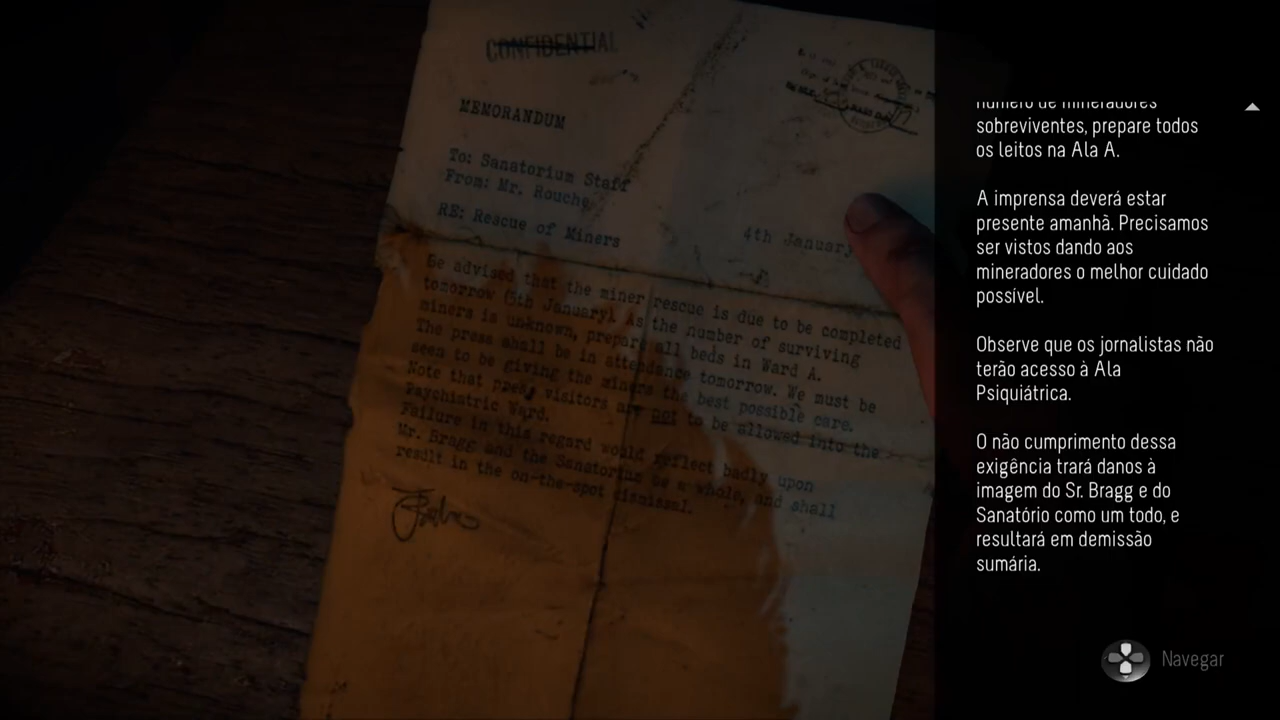 CONFIDENTIAL
MEMORANDUM
To: Sanatorium Staff
From: Mr. Rouche
RE: Rescue of Miners
4th January
Be advised that the miner rescue is due to be completed
tomorrow (5th January). As the number of surviving
miners is unknown, prepare all beds in Ward A.
The press shall be in attendance tomorrow. We must be
seen to be giving the miners the best possible care.
Note that press visitors are not to be allowed into the
Psychiatric Ward.
Failure in this regard would reflect badly upon
Mr. Bragg and the Sanatorium as a whole, and shall
result in the on-the-spot dismissal.
número de mineradores
sobreviventes, prepare todos
os leitos na Ala A.
A imprensa deverá estar
presente amanhã. Precisamos
ser vistos dando aos
mineradores o melhor cuidado
possível.
Observe que os jornalistas não
terão acesso à Ala
Psiquiátrica.
O não cumprimento dessa
exigência trará danos à
imagem do Sr. Bragg e do
Sanatório como um todo, e
resultará em demissão
sumária.
Navegar